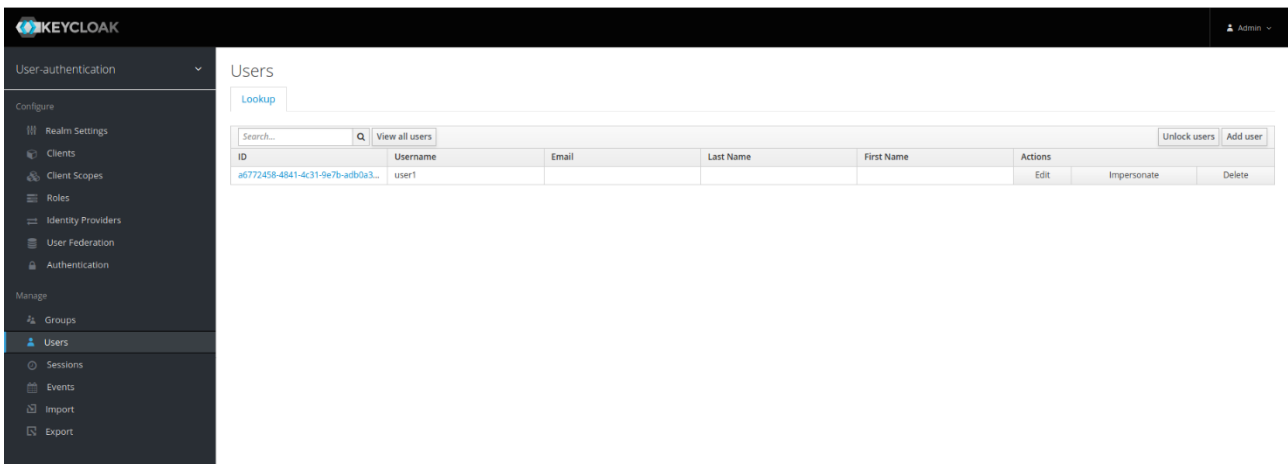 KEYCLOAK
Admin
User-authentication
Configure
Realm Settings
Clients
Client Scopes
Roles
Identity Providers
User Federation
Authentication
Manage
Groups
Users
Sessions
Events
Import
Export
Users
Lookup
Search... View all users Unlock users Add user
ID Username Email Last Name First Name Actions
a6772458-4841-4c31-9e7b-adb0a3... user1 Edit Impersonate Delete